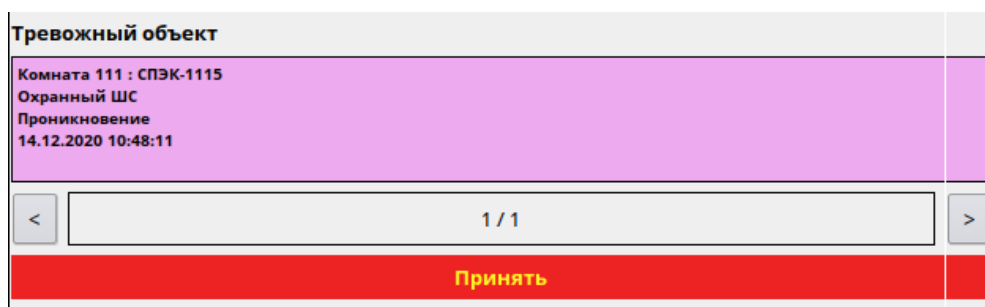 Тревожный объект
Комната 111 : СПЭК-1115
Охранный ШС
Проникновение
14.12.2020 10:48:11
< 1 / 1 >
Принять